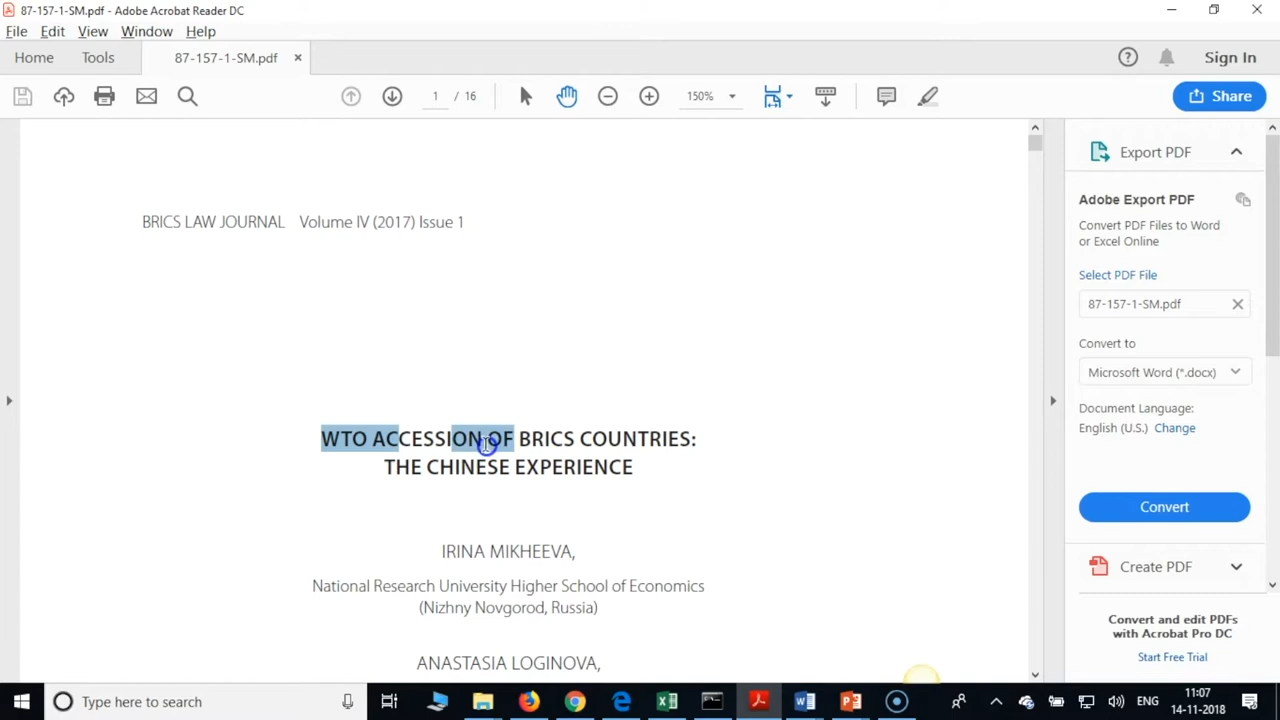 87-157-1-SM.pdf - Adobe Acrobat Reader DC
File Edit View Window Help
Home Tools 87-157-1-SM.pdf × Sign In
1 / 16 150% Share
BRICS LAW JOURNAL Volume IV (2017) Issue 1
WTO ACCESSION OF BRICS COUNTRIES:
THE CHINESE EXPERIENCE
IRINA MIKHEEVA,
National Research University Higher School of Economics
(Nizhny Novgorod, Russia)
ANASTASIA LOGINOVA,
Export PDF
Adobe Export PDF
Convert PDF Files to Word
or Excel Online
Select PDF File
87-157-1-SM.pdf
Convert to
Microsoft Word (*.docx)
Document Language:
English (U.S.) Change
Convert
Create PDF
Convert and edit PDFs
with Acrobat Pro DC
Start Free Trial
Type here to search
ENG
11:07
14-11-2018